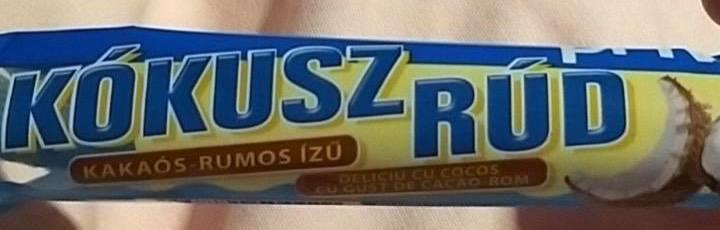 KÓKUSZ RÚD
KAKAÓS-RUMOS ÍZŰ
DELICIU CU COCOS
CU GUST DE CACAO-ROM